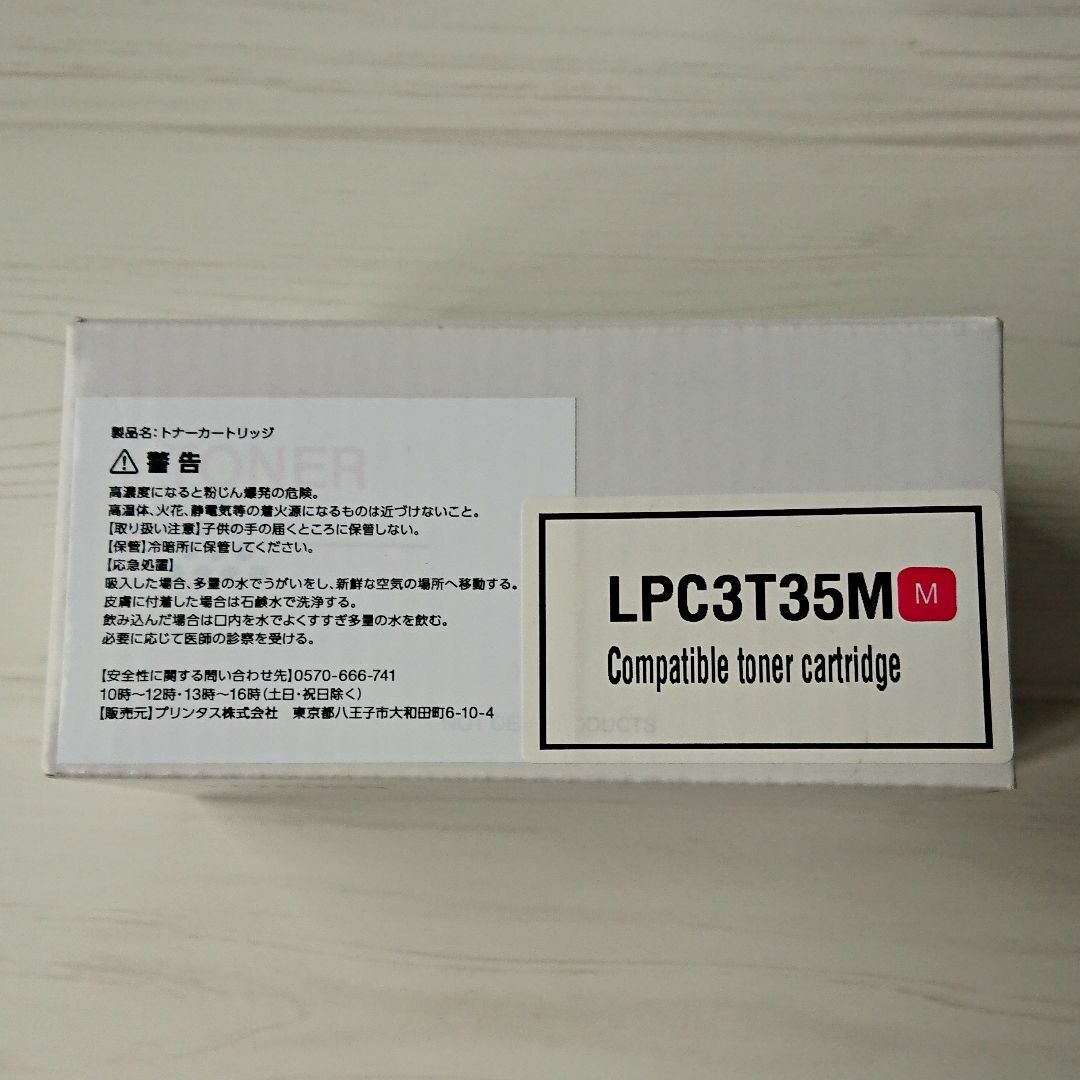 製品名：トナーカートリッジ
TONER
⚠ 警告
高濃度になると粉じん爆発の危険。
高温体、火花、静電気等の着火源になるものは近づけないこと。
【取り扱い注意】子供の手の届くところに保管しない。
【保管】冷暗所に保管してください。
【応急処置】
吸入した場合、多量の水でうがいをし、新鮮な空気の場所へ移動する。
皮膚に付着した場合は石鹸水で洗浄する。
飲み込んだ場合は口内を水でよくすすぎ多量の水を飲む。
必要に応じて医師の診察を受ける。
【安全性に関する問い合わせ先】0570-666-741
10時～12時・13時～16時（土日・祝日除く）
【販売元】プリンタス株式会社　東京都八王子市大和田町6-10-4
LPC3T35M M
Compatible toner cartridge